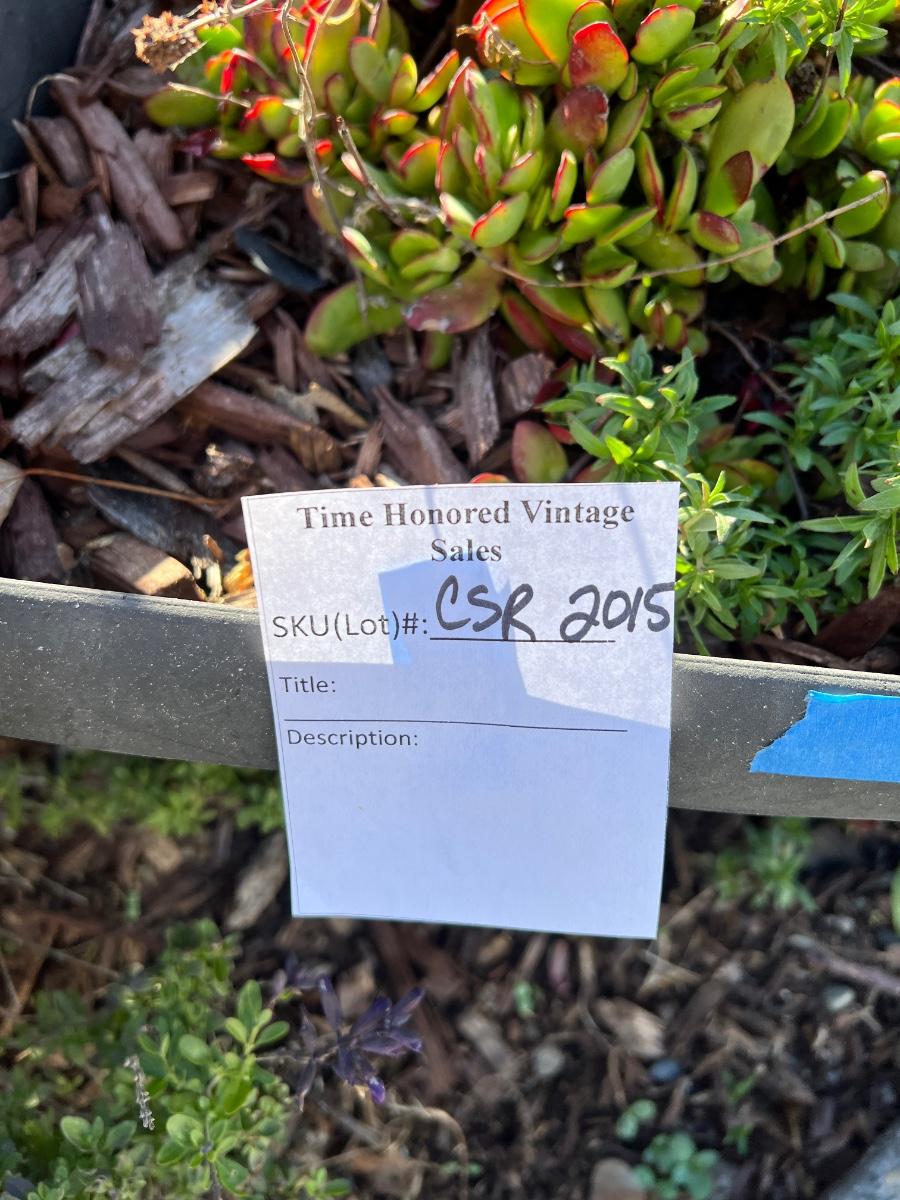 Time Honored Vintage
Sales
SKU(Lot)#: CSR 2015
Title:
Description: